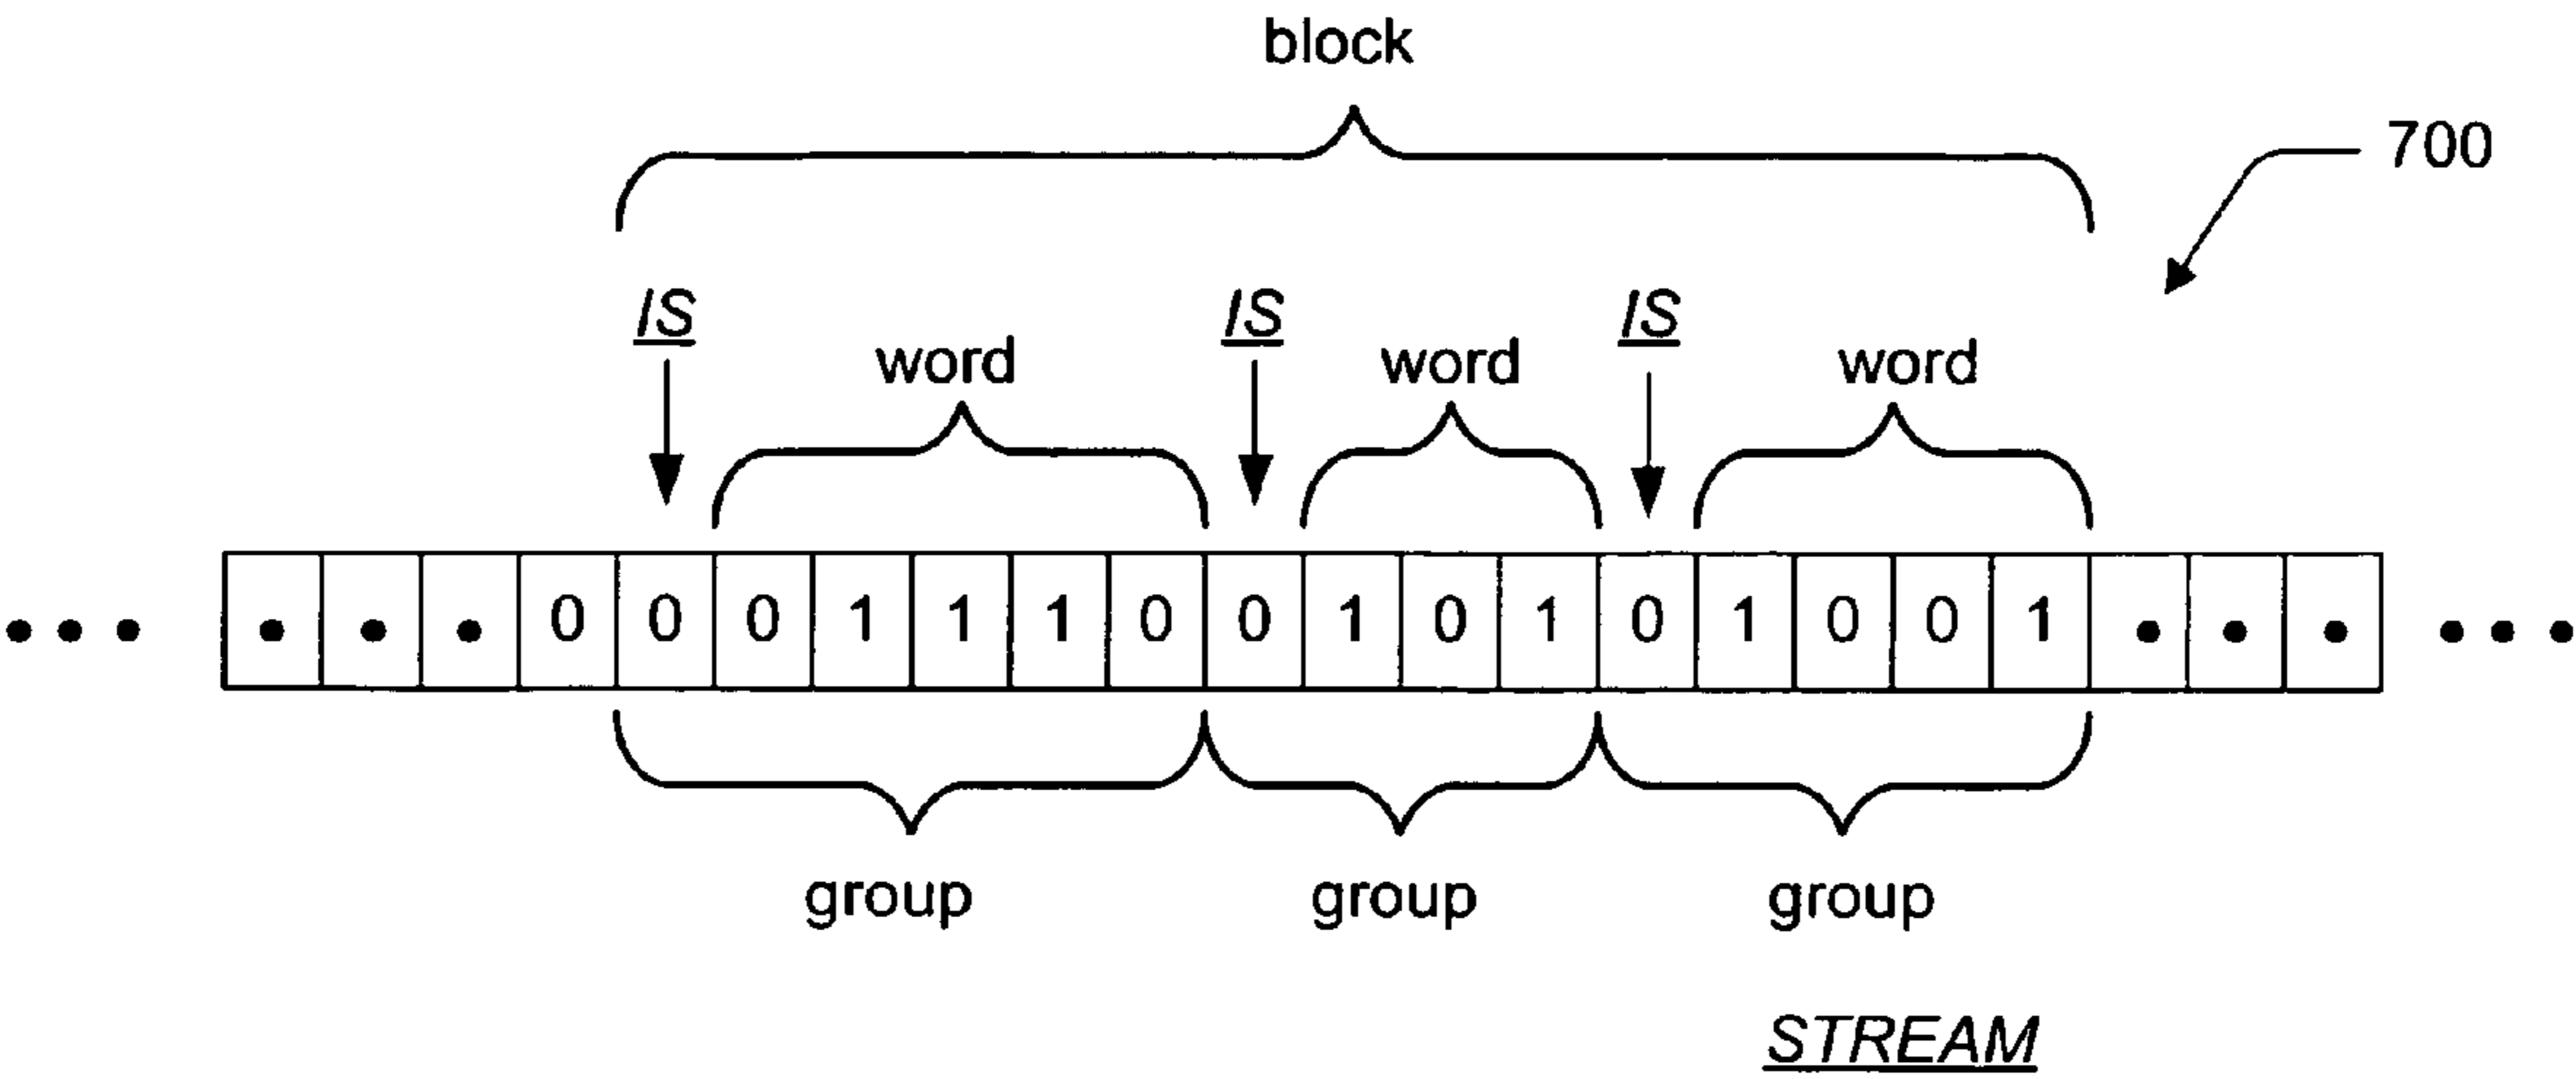 block
700
IS IS IS
word word word
••• • • • 0 0 0 1 1 1 0 0 1 0 1 0 1 0 0 1 • • • •••
group group group
STREAM